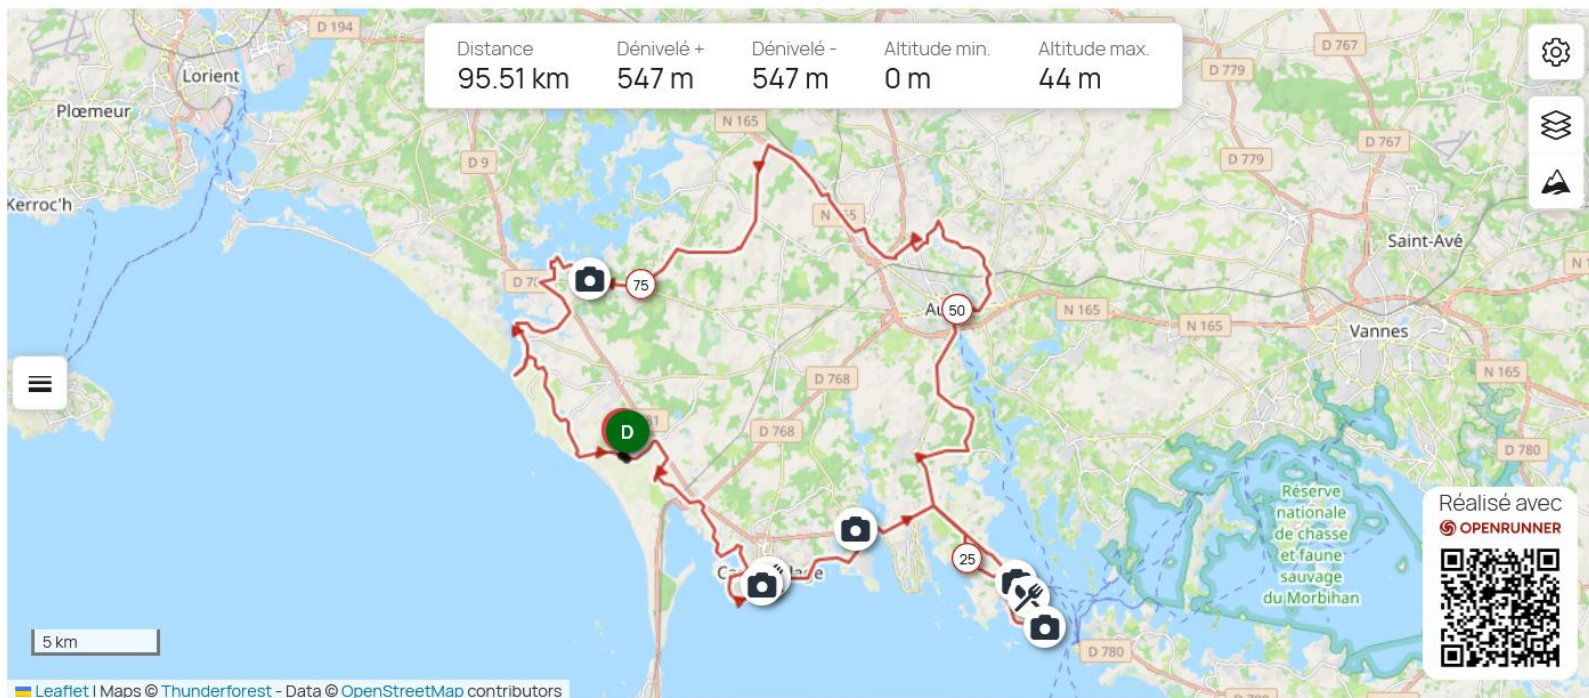 D 194
Distance
Dénivelé +
Dénivelé -
Altitude min.
Altitude max.
95.51 km
547 m
547 m
0 m
44 m
D 767
D 779
Lorient
Plœmeur
N 165
D 767
D 9
D 779
Kerroc'h
N 165
Saint-Avé
D 78
75
N 1
50
N 165
N 165
Vannes
D 768
N 165
D
81
D 768
D 780
Réserve
nationale
de chasse
et faune
sauvage
du Morbihan
Réalisé avec
OPENRUNNER
25
5 km
D 780
Leaflet | Maps © Thunderforest - Data © OpenStreetMap contributors